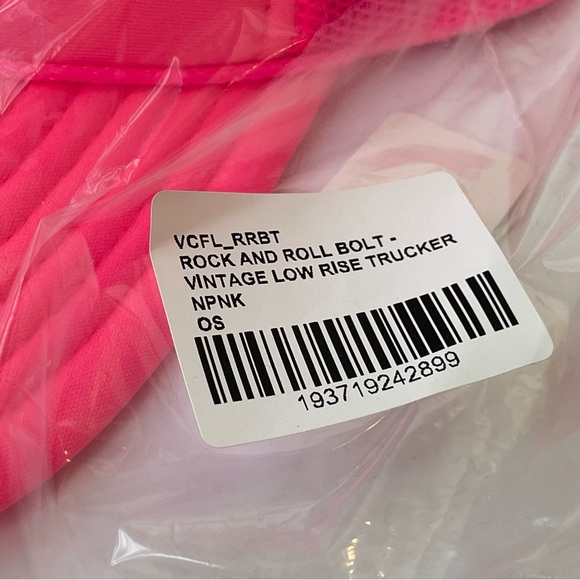 VCFL_RRBT
ROCK AND ROLL BOLT -
VINTAGE LOW RISE TRUCKER
NPNK
OS
193719242899